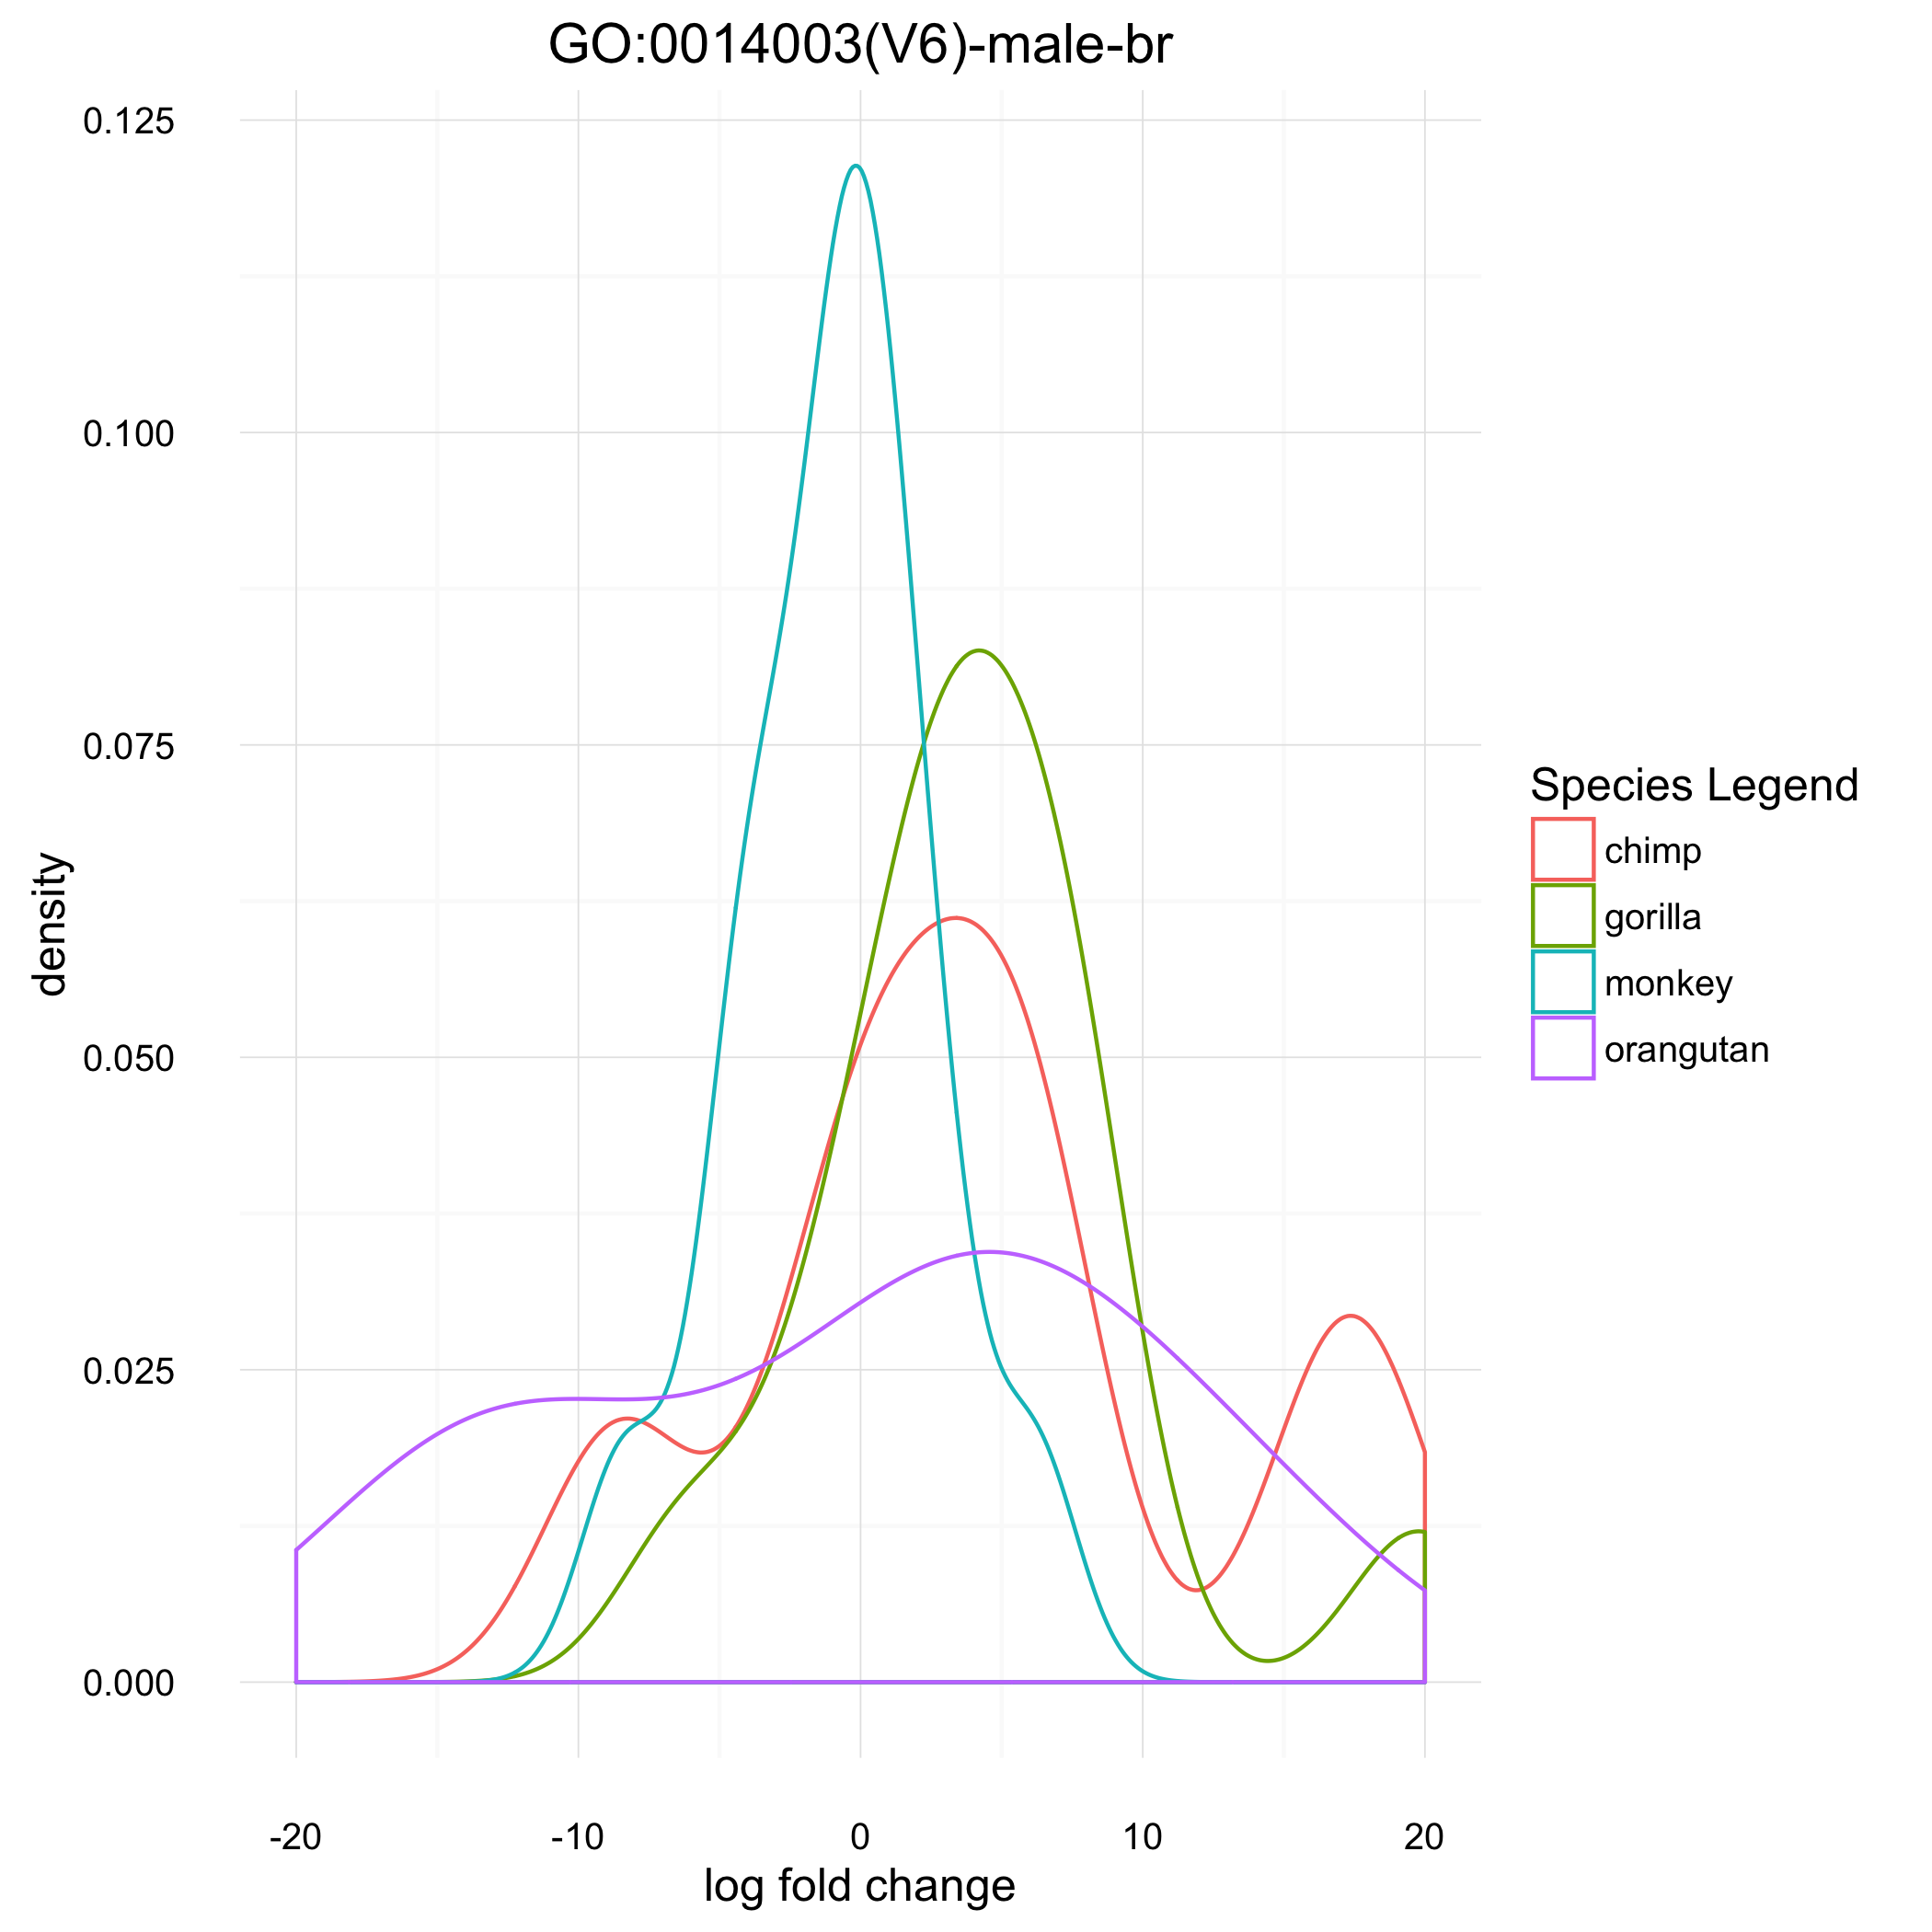 GO:0014003(V6)-male-br
0.125
0.100
0.075
0.050
0.025
0.000
density
-20 -10 0 10 20
log fold change
Species Legend
chimp
gorilla
monkey
orangutan